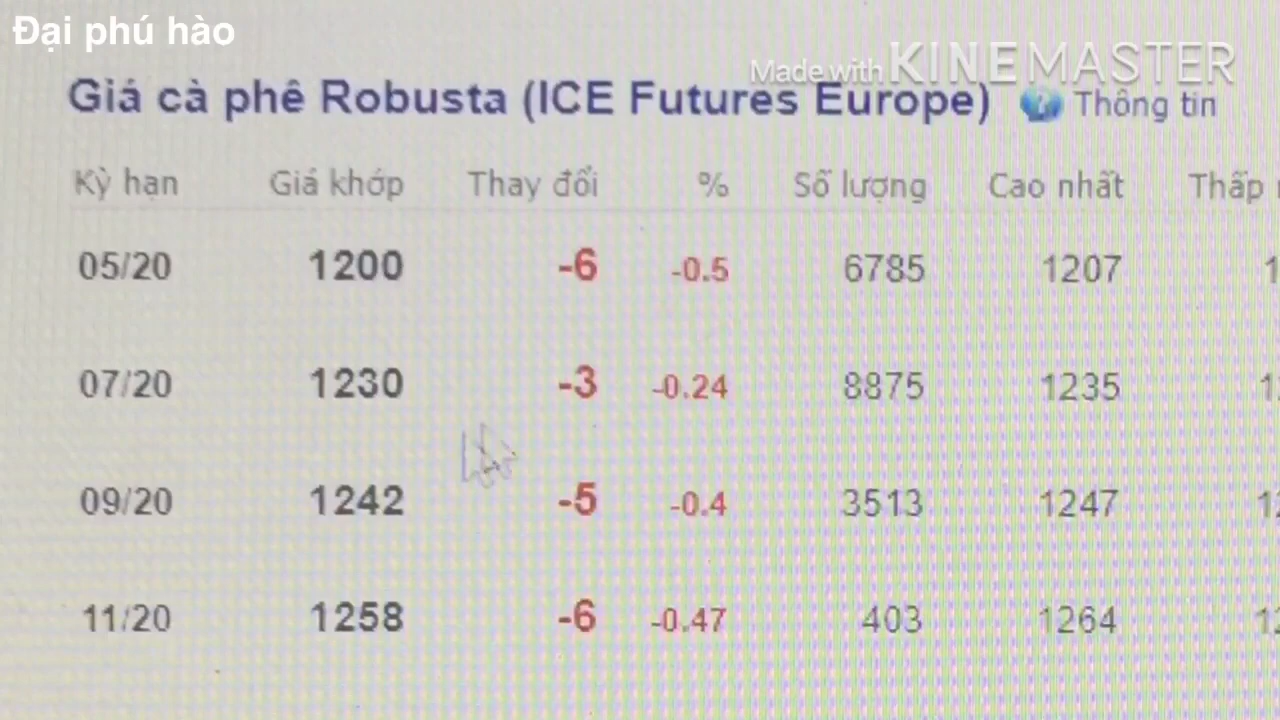 Đại phú hào
Made with KINEMASTER
Giá cà phê Robusta (ICE Futures Europe) Thông tin
Kỳ hạn Giá khớp Thay đổi % Số lượng Cao nhất Thấp
05/20 1200 -6 -0.5 6785 1207
07/20 1230 -3 -0.24 8875 1235
09/20 1242 -5 -0.4 3513 1247
11/20 1258 -6 -0.47 403 1264